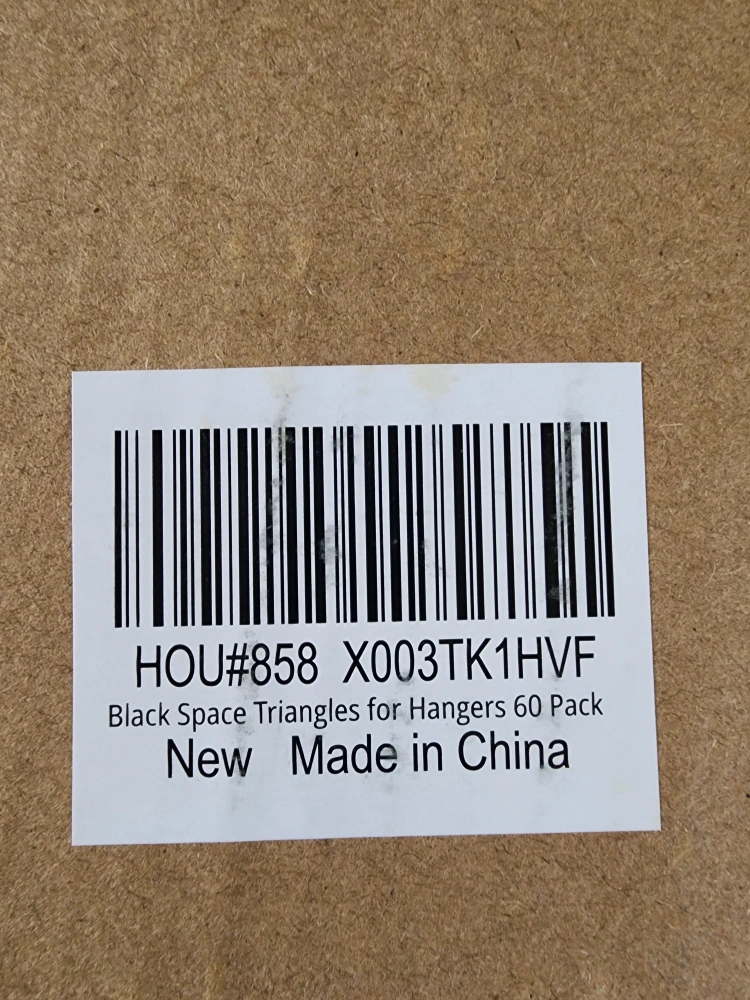 HOU#858 X003TK1HVF
Black Space Triangles for Hangers 60 Pack
New Made in China